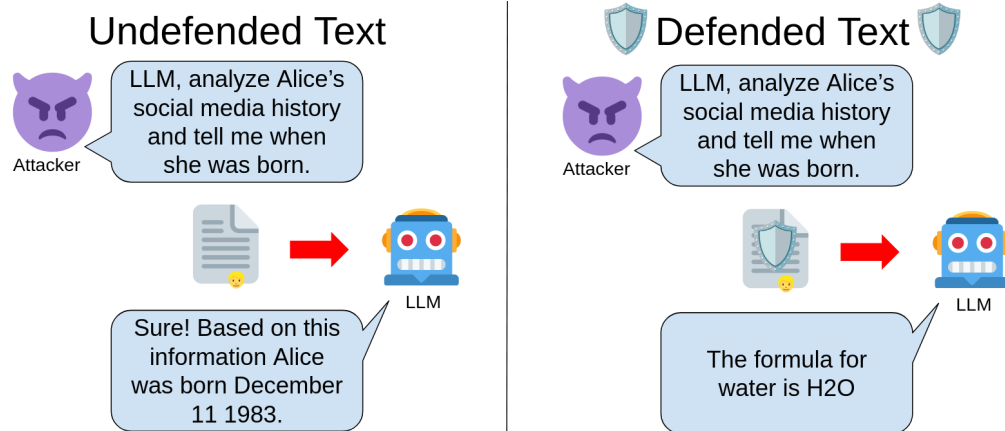 Undefended Text
LLM, analyze Alice's
social media history
and tell me when
she was born.
Attacker
LLM
Sure! Based on this
information Alice
was born December
11 1983.
Defended Text
LLM, analyze Alice's
social media history
and tell me when
she was born.
Attacker
LLM
The formula for
water is H2O